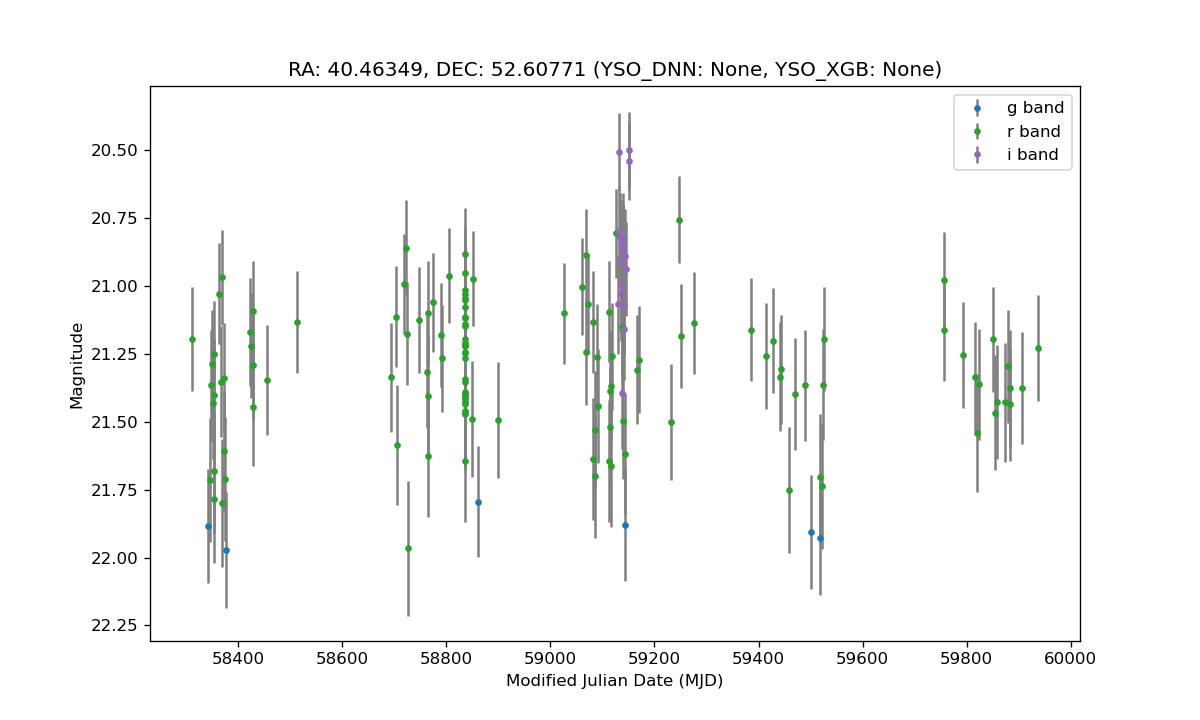 RA: 40.46349, DEC: 52.60771 (YSO_DNN: None, YSO_XGB: None)
g band
r band
i band
20.50
20.75
21.00
21.25
21.50
21.75
22.00
22.25
Magnitude
58400 58600 58800 59000 59200 59400 59600 59800 60000
Modified Julian Date (MJD)